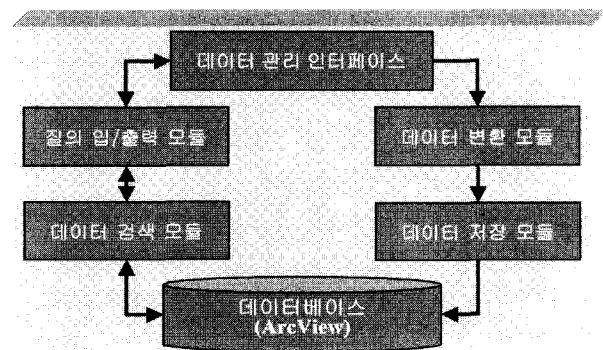 데이터 관리 인터페이스
질의 입/출력 모듈
데이터 변환 모듈
데이터 검색 모듈
데이터 저장 모듈
데이터베이스
(ArcView)